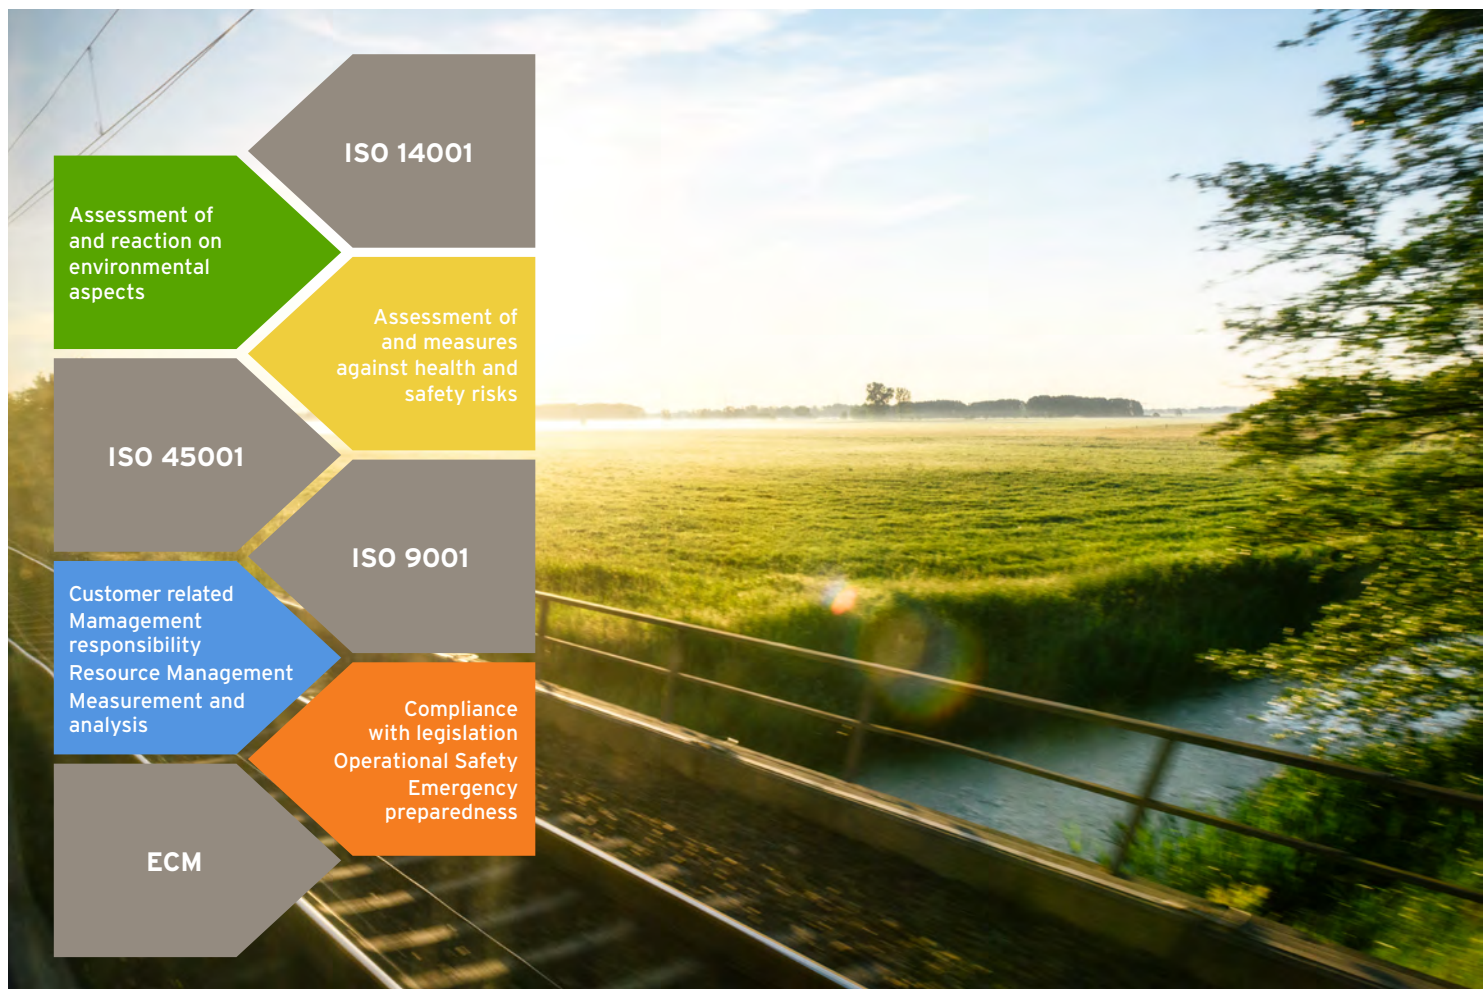 ISO 14001
Assessment of
and reaction on
environmental
aspects
Assessment of
and measures
against health and
safety risks
ISO 45001
ISO 9001
Customer related
Mamagement
responsibility
Resource Management
Measurement and
analysis
Compliance
with legislation
Operational Safety
Emergency
preparedness
ECM